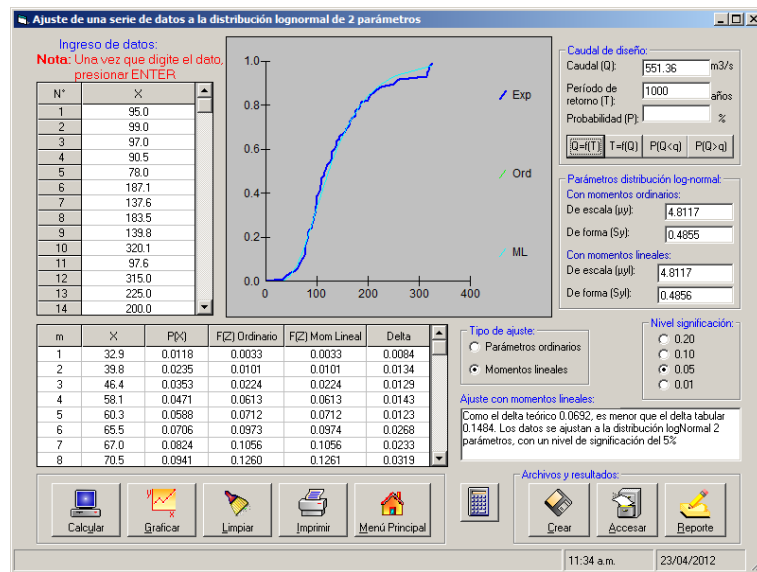 Ajuste de una serie de datos a la distribución lognormal de 2 parámetros
Ingreso de datos:
Nota: Una vez que digite el dato,
presionar ENTER
N° X
1 95.0
2 99.0
3 97.0
4 90.5
5 78.0
6 187.1
7 137.6
8 183.5
9 139.8
10 320.1
11 97.6
12 315.0
13 225.0
14 200.0
1.0
0.8
0.6
0.4
0.2
0.0
0 100 200 300 400
Exp
Ord
ML
Caudal de diseño:
Caudal (Q): 551.36 m3/s
Período de
retorno (T): 1000 años
Probabilidad (P): %
Q=f(T) T=f(Q) P(Q<q) P(Q>q)
Parámetros distribución log-normal:
Con momentos ordinarios:
De escala (μy): 4.8117
De forma (Sy): 0.4855
Con momentos lineales:
De escala (μyl): 4.8117
De forma (Syl): 0.4856
m X P(X) F(Z) Ordinario F(Z) Mom Lineal Delta
1 32.9 0.0118 0.0033 0.0033 0.0084
2 39.8 0.0235 0.0101 0.0101 0.0134
3 46.4 0.0353 0.0224 0.0224 0.0129
4 58.1 0.0471 0.0613 0.0613 0.0143
5 60.3 0.0588 0.0712 0.0712 0.0123
6 65.5 0.0706 0.0973 0.0974 0.0268
7 67.0 0.0824 0.1056 0.1056 0.0233
8 70.5 0.0941 0.1260 0.1261 0.0319
Tipo de ajuste:
Parámetros ordinarios
Momentos lineales
Nivel significación:
0.20
0.10
0.05
0.01
Ajuste con momentos lineales:
Como el delta teórico 0.0692, es menor que el delta tabular
0.1484. Los datos se ajustan a la distribución logNormal 2
parámetros, con un nivel de significación del 5%
Calcular Graficar Limpiar Imprimir Menú Principal
Archivos y resultados:
Crear Accesar Reporte
11:34 a.m. 23/04/2012